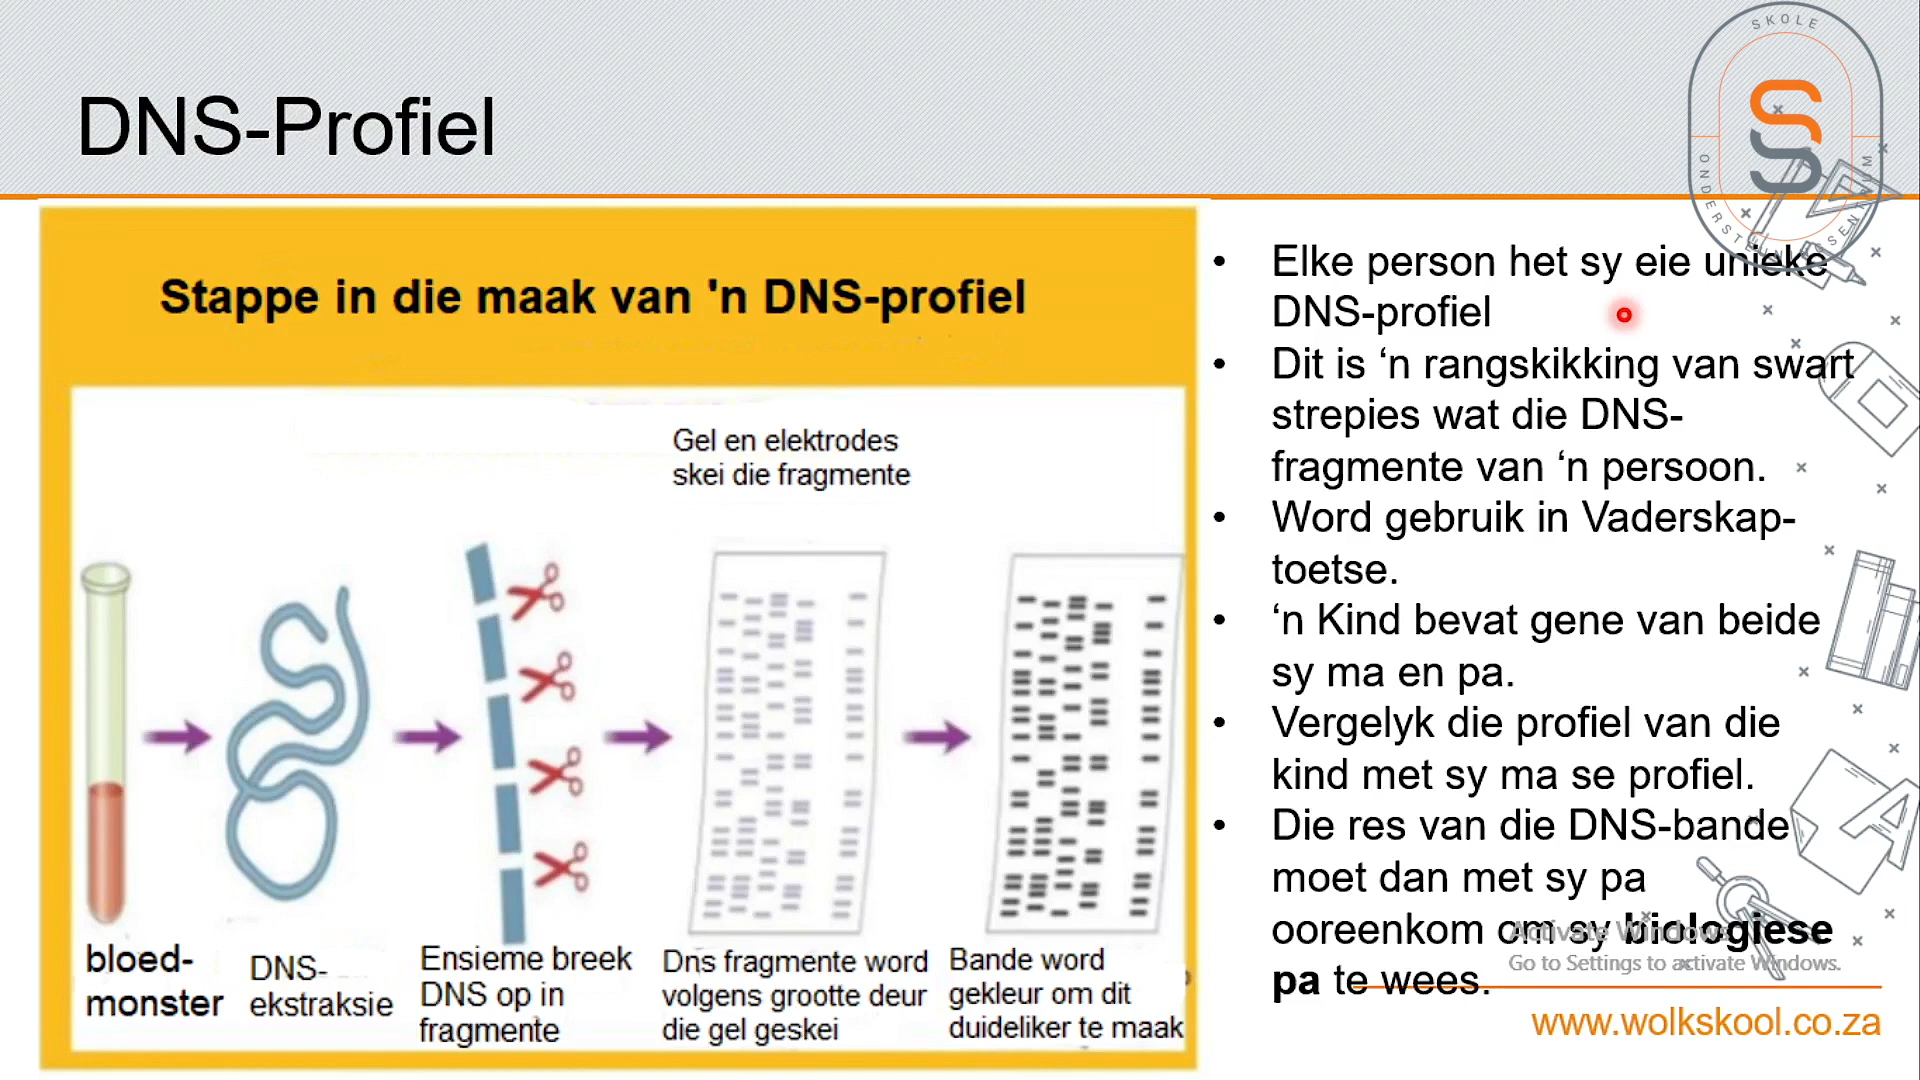 DNS-Profiel
SKOLE
Stappe in die maak van 'n DNS-profiel
Gel en elektrodes
skei die fragmente
bloed-
monster
DNS-
ekstraksie
Ensieme breek
DNS op in
fragmente
Dns fragmente word
volgens grootte deur
die gel geskei
Bande word
gekleur om dit
duideliker te maak
• Elke person het sy eie unieke
DNS-profiel
• Dit is ‘n rangskikking van swart
strepies wat die DNS-
fragmente van ‘n persoon.
• Word gebruik in Vaderskap-
toetse.
• ‘n Kind bevat gene van beide
sy ma en pa.
• Vergelyk die profiel van die
kind met sy ma se profiel.
• Die res van die DNS-bande
moet dan met sy pa
ooreenkom om sy biologiese
pa te wees.
Activate Windows
Go to Settings to activate Windows.
www.wolkskool.co.za